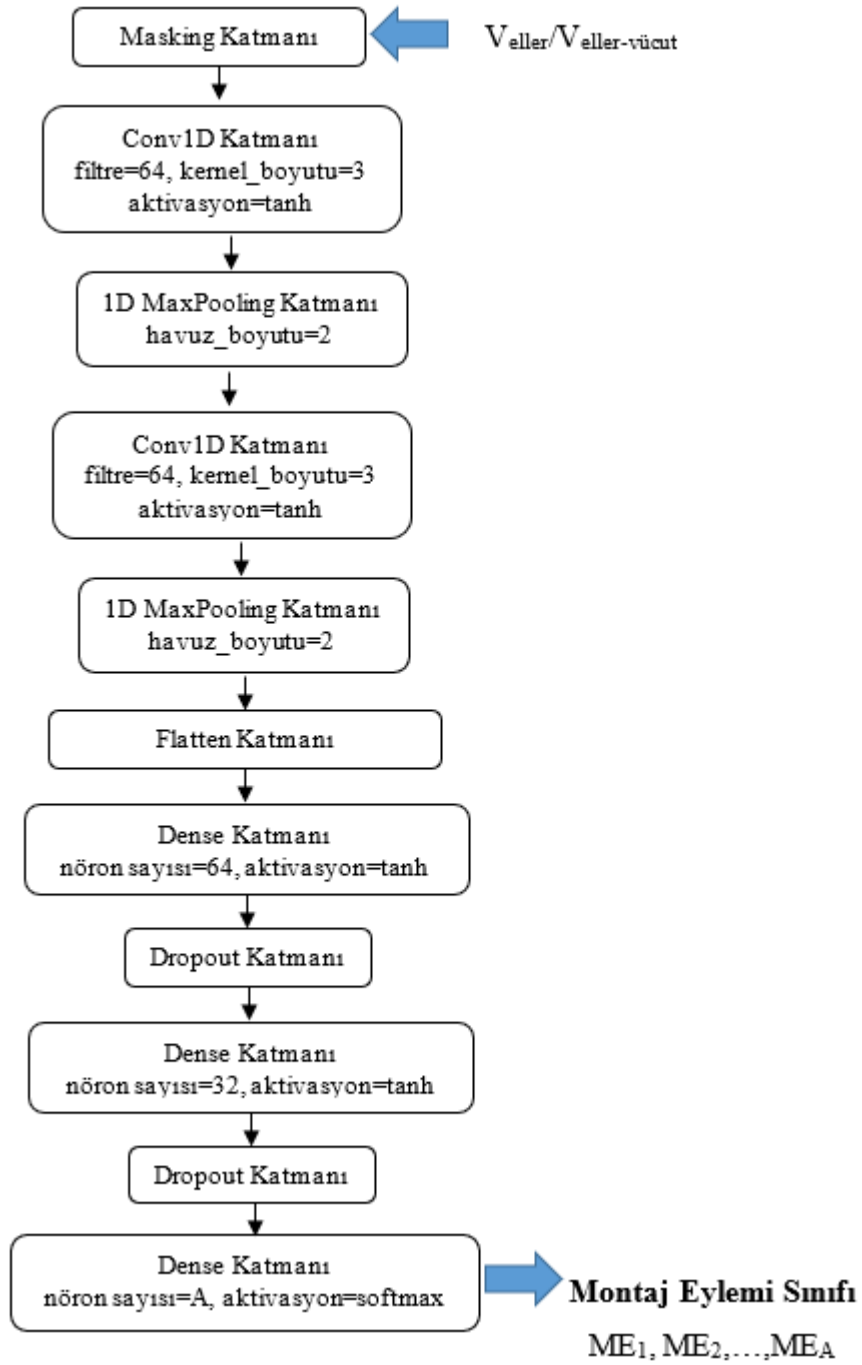 Masking Katmanı
V_eller/V_eller-vücut
Conv1D Katmanı
filtre=64, kernel_boyutu=3
aktivasyon=tanh
1D MaxPooling Katmanı
havuz_boyutu=2
Conv1D Katmanı
filtre=64, kernel_boyutu=3
aktivasyon=tanh
1D MaxPooling Katmanı
havuz_boyutu=2
Flatten Katmanı
Dense Katmanı
nöron sayısı=64, aktivasyon=tanh
Dropout Katmanı
Dense Katmanı
nöron sayısı=32, aktivasyon=tanh
Dropout Katmanı
Dense Katmanı
nöron sayısı=A, aktivasyon=softmax
Montaj Eylemi Sınıfı
ME₁, ME₂,…,ME_A